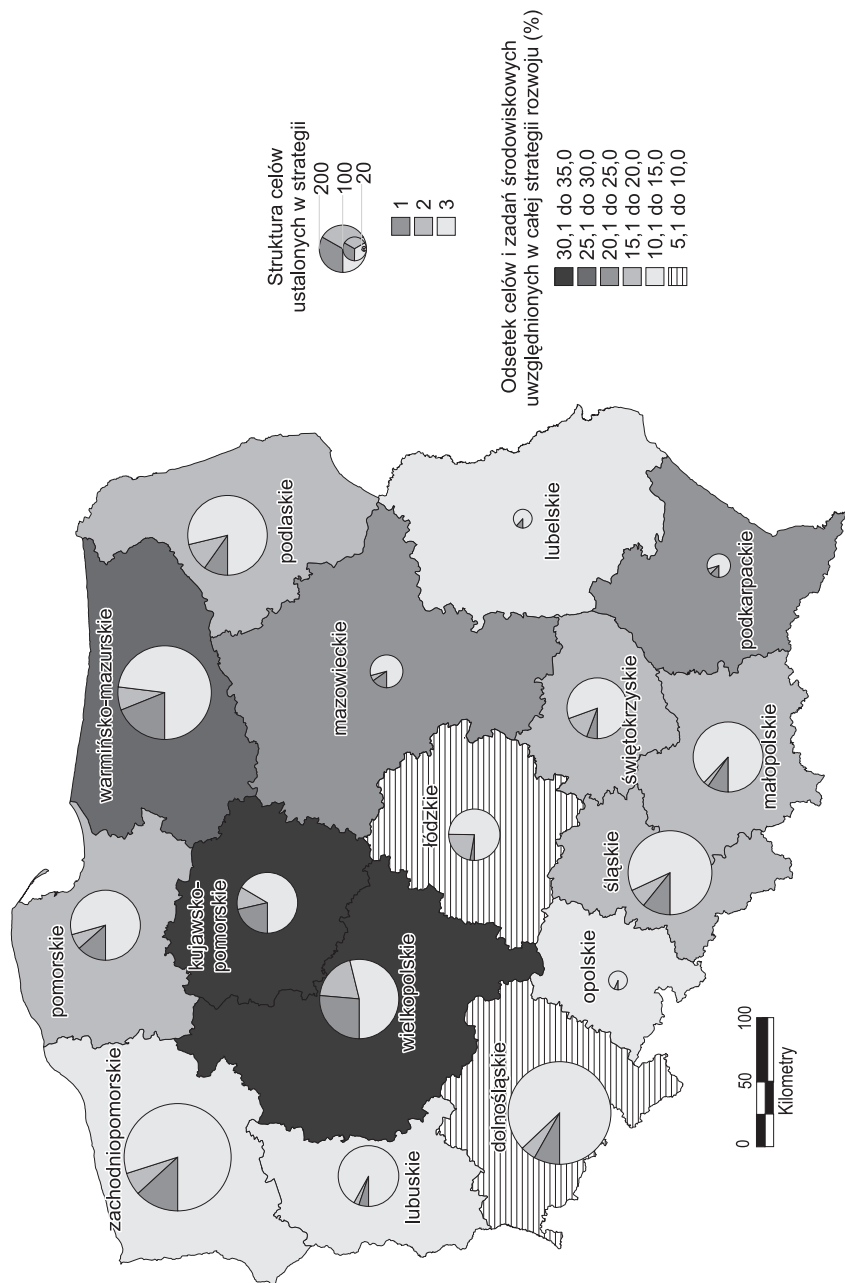 Struktura celów
ustalonych w strategii
200
100
20
1
2
3
Odsetek celów i zadań środowiskowych
uwzględnionych w całej strategii rozwoju (%)
30,1 do 35,0
25,1 do 30,0
20,1 do 25,0
15,1 do 20,0
10,1 do 15,0
5,1 do 10,0
zachodniopomorskie
pomorskie
warmińsko-mazurskie
podlaskie
kujawsko-
pomorskie
mazowieckie
wielkopolskie
lubuskie
łódzkie
lubelskie
dolnośląskie
opolskie
śląskie
świętokrzyskie
małopolskie
podkarpackie
0
50
100
Kilometry